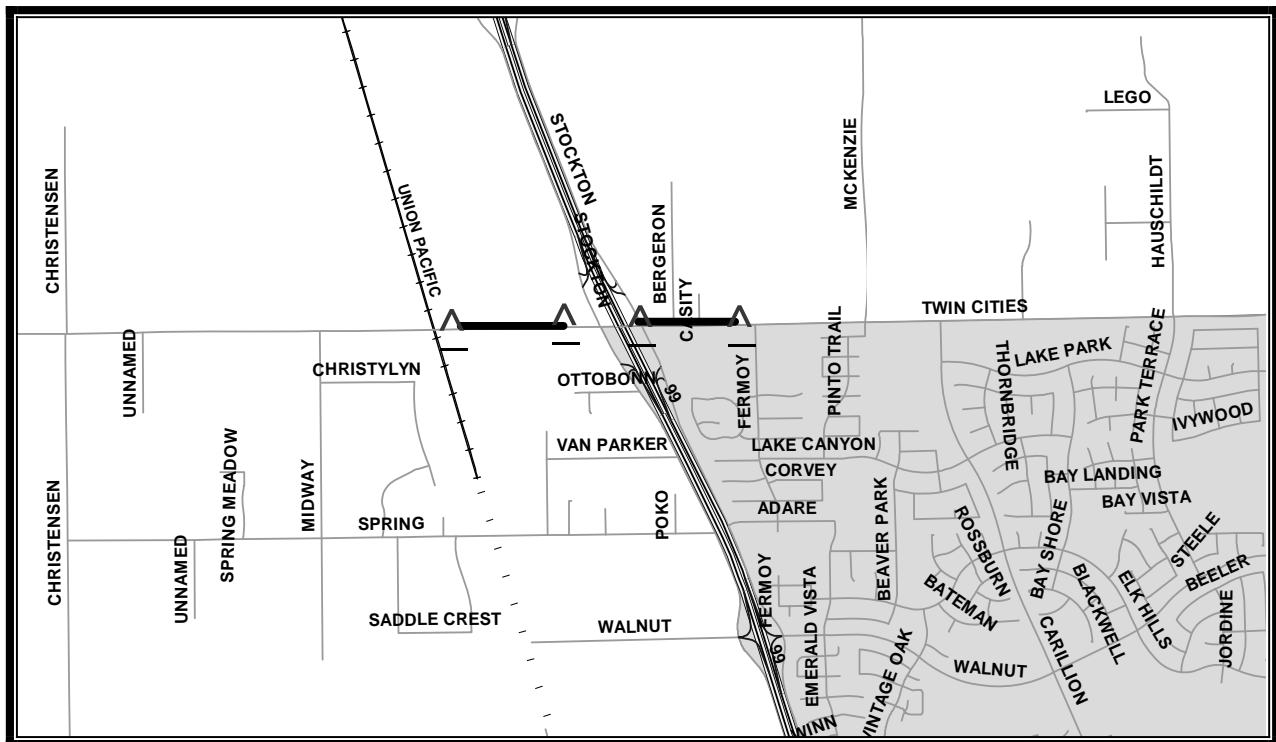 LEGO
STOCKTON
MCKENZIE
CHRISTENSEN
UNION PACIFIC
HAUSCHILDT
STOCKTON
BERGERON
CASITY
TWIN CITIES
UNNAMED
PINTO TRAIL
LAKE PARK
CHRISTYLYN
OTTOBONN
99
FERMOY
THORNBRIDGE
PARK TERRACE
IVYWOOD
SPRING MEADOW
MIDWAY
VAN PARKER
LAKE CANYON
CORVEY
BAY LANDING
BAY VISTA
CHRISTENSEN
SPRING
POKO
ADARE
BEAVER PARK
ROSSBURN
BAY SHORE
STEELE
UNNAMED
FERMOY
EMERALD VISTA
BATEMAN
BLACKWELL
ELK HILLS
BEELER
JORDINE
SADDLE CREST
WALNUT
99
VINTAGE OAK
WALNUT
CARILLION
WINN